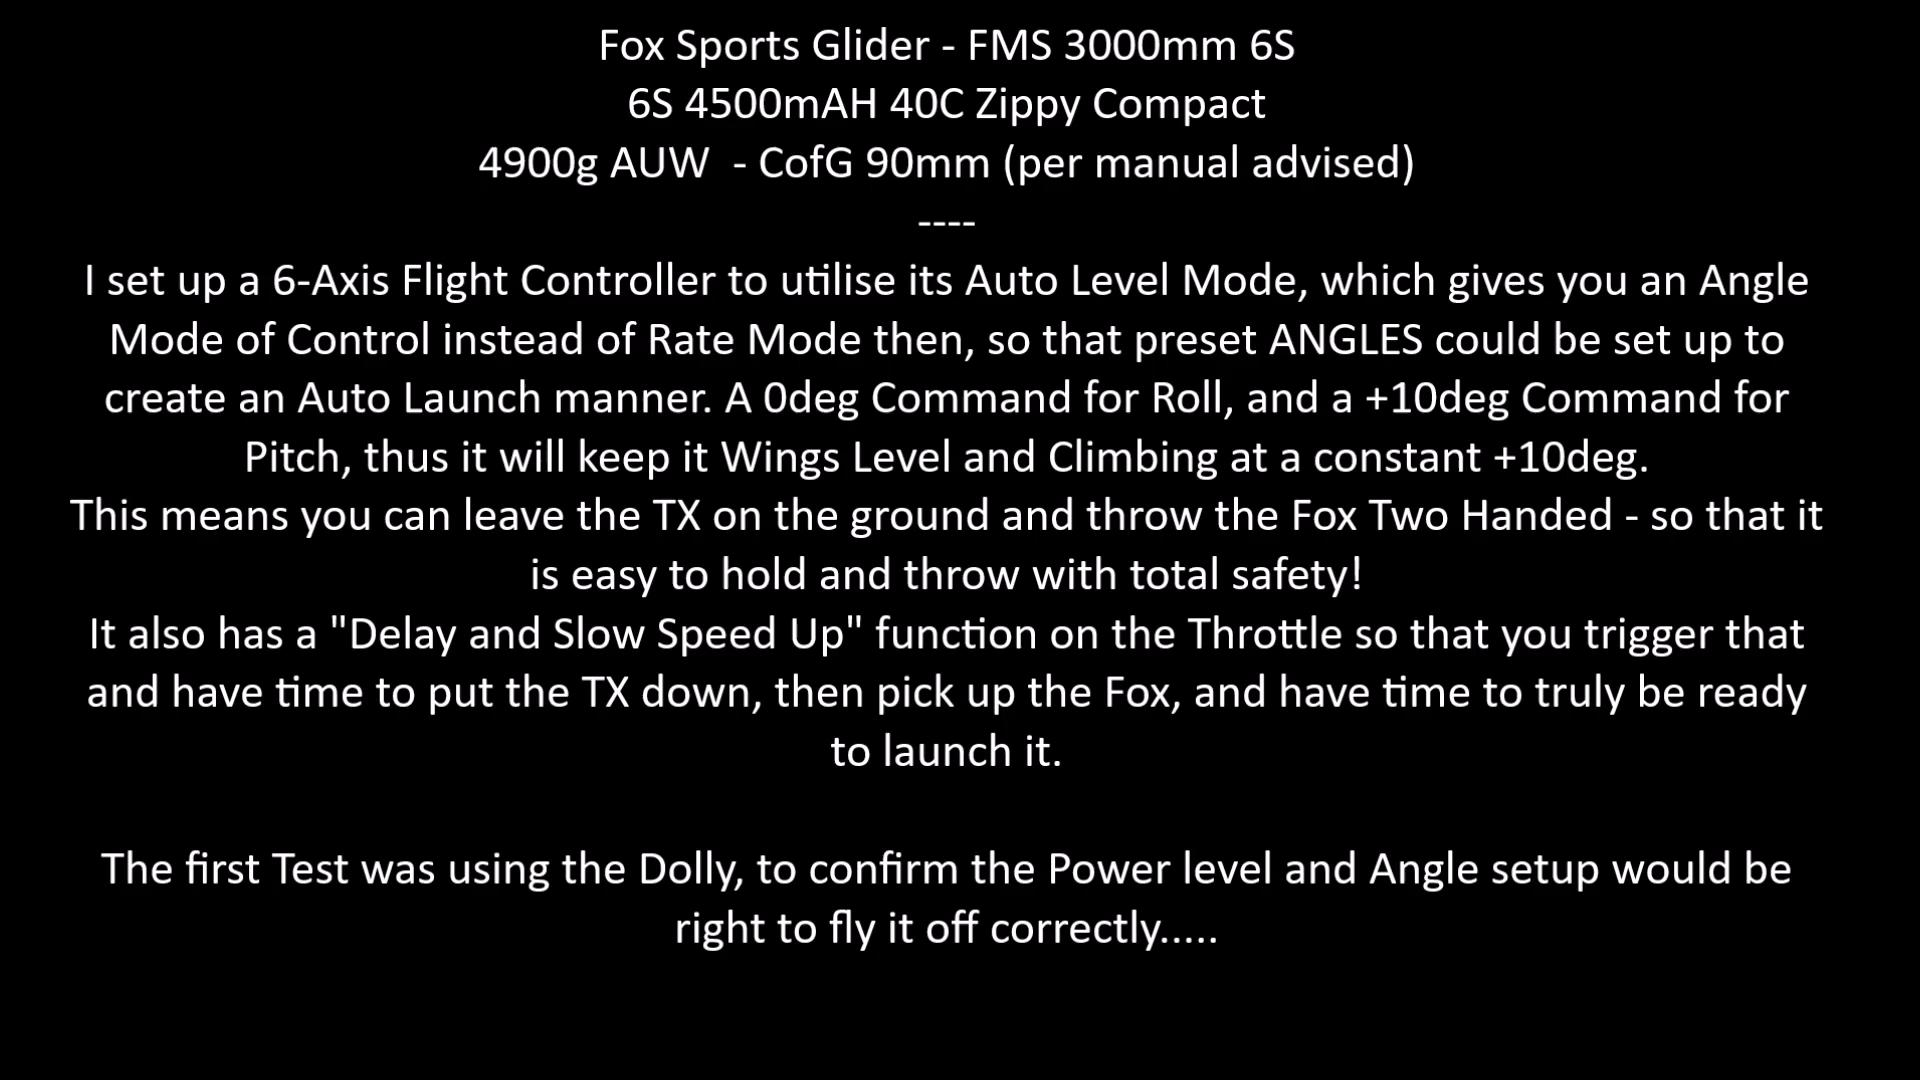 Fox Sports Glider - FMS 3000mm 6S
6S 4500mAH 40C Zippy Compact
4900g AUW  - CofG 90mm (per manual advised)
----
I set up a 6-Axis Flight Controller to utilise its Auto Level Mode, which gives you an Angle
Mode of Control instead of Rate Mode then, so that preset ANGLES could be set up to
create an Auto Launch manner. A 0deg Command for Roll, and a +10deg Command for
Pitch, thus it will keep it Wings Level and Climbing at a constant +10deg.
This means you can leave the TX on the ground and throw the Fox Two Handed - so that it
is easy to hold and throw with total safety!
It also has a "Delay and Slow Speed Up" function on the Throttle so that you trigger that
and have time to put the TX down, then pick up the Fox, and have time to truly be ready
to launch it.
The first Test was using the Dolly, to confirm the Power level and Angle setup would be
right to fly it off correctly.....